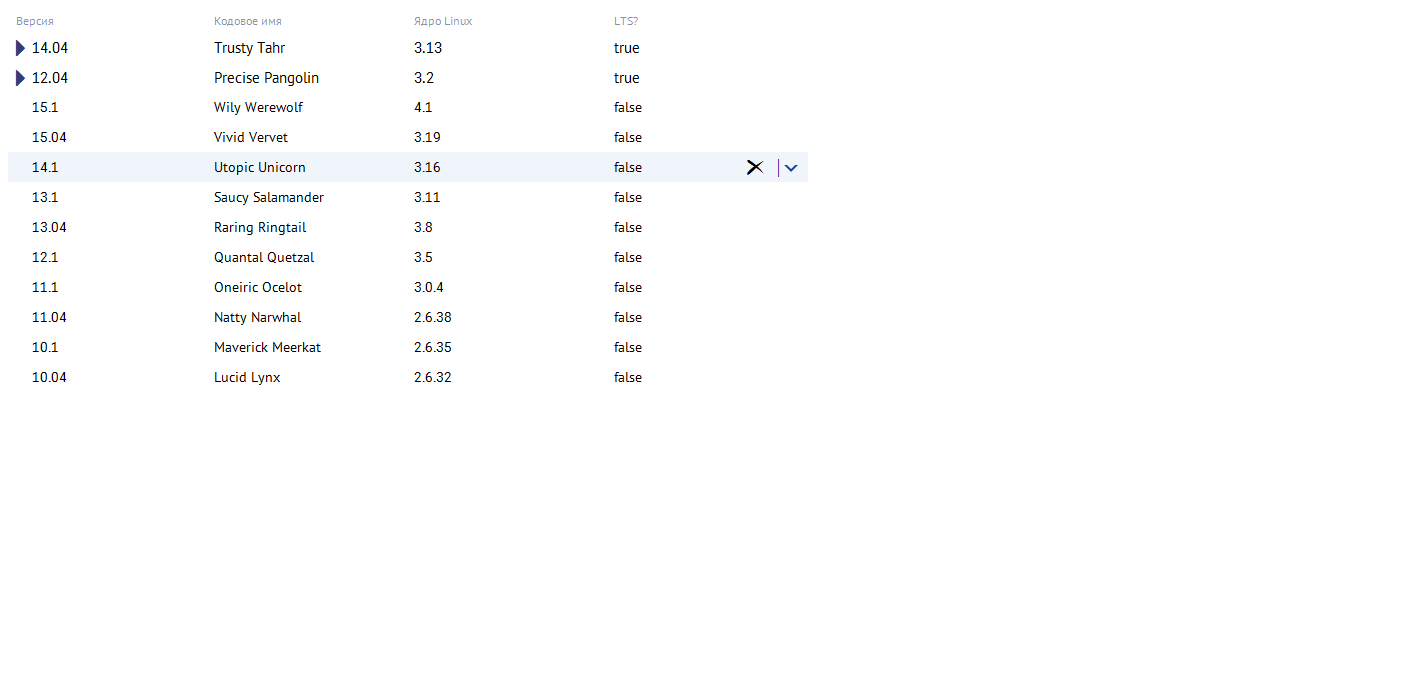 Версия Кодовое имя Ядро Linux LTS?
14.04 Trusty Tahr 3.13 true
12.04 Precise Pangolin 3.2 true
15.1 Wily Werewolf 4.1 false
15.04 Vivid Vervet 3.19 false
14.1 Utopic Unicorn 3.16 false
13.1 Saucy Salamander 3.11 false
13.04 Raring Ringtail 3.8 false
12.1 Quantal Quetzal 3.5 false
11.1 Oneiric Ocelot 3.0.4 false
11.04 Natty Narwhal 2.6.38 false
10.1 Maverick Meerkat 2.6.35 false
10.04 Lucid Lynx 2.6.32 false